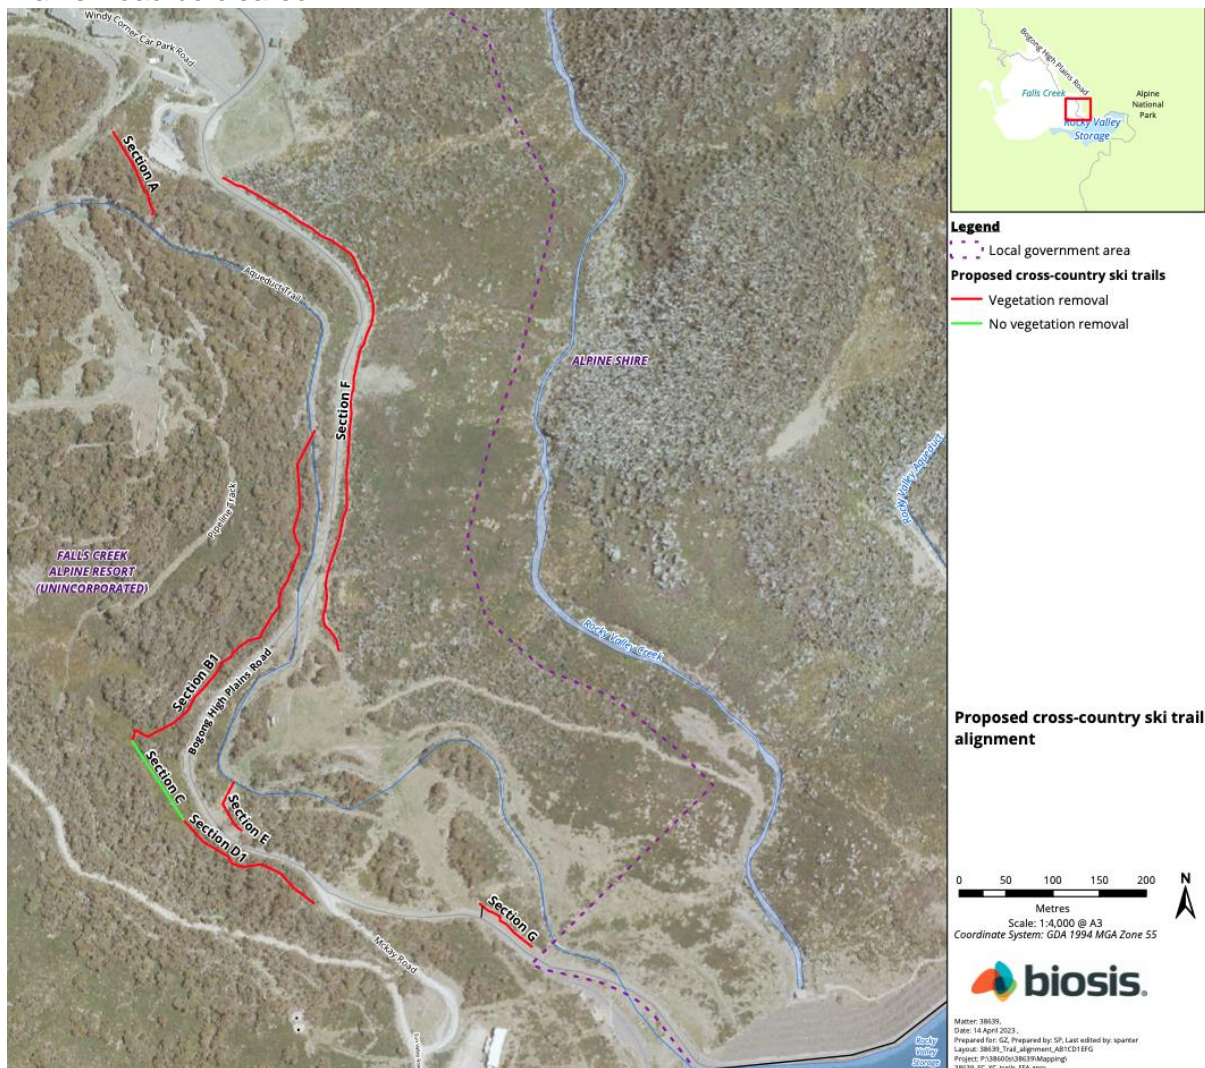 Windy Corner Car Park Road
Section A
Aqueduct Trail
Section F
ALPINE SHIRE
Rocky Valley Aqueduct
Pipeline Track
FALLS CREEK
ALPINE RESORT
(UNINCORPORATED)
Rocky Valley Creek
Section B1
Bogong High Plains Road
Section C
Section E
Section D1
Section G
McKay Road
Rocky
Valley
Storage
Bogong High Plains Road
Falls Creek
Alpine
National
Park
Rocky Valley
Storage
Legend
Local government area
Proposed cross-country ski trails
Vegetation removal
No vegetation removal
Proposed cross-country ski trail
alignment
0 50 100 150 200
N
Metres
Scale: 1:4,000 @ A3
Coordinate System: GDA 1994 MGA Zone 55
biosis.
Matter: 38639,
Date: 14 April 2023,
Prepared for: GZ, Prepared by: SP, Last edited by: spanter
Layout: 38639_Trail_alignment_AB1CD1EFG
Project: P:\38600s\38639\Mapping\